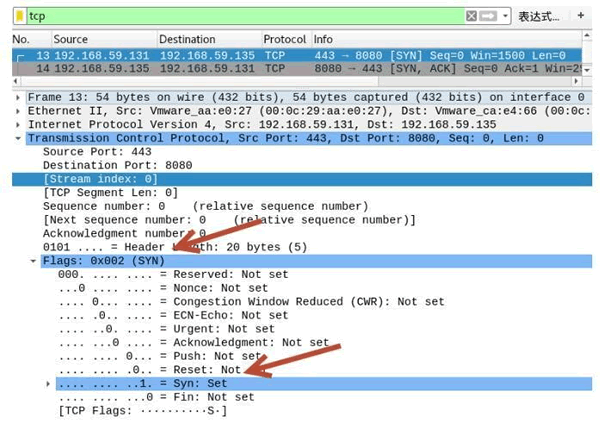 tcp 表达式… +
No. Source Destination Protocol Info
13 192.168.59.131 192.168.59.135 TCP 443 → 8080 [SYN] Seq=0 Win=1500 Len=0
14 192.168.59.135 192.168.59.131 TCP 8080 → 443 [SYN, ACK] Seq=0 Ack=1 Win=2
Frame 13: 54 bytes on wire (432 bits), 54 bytes captured (432 bits) on interface 0
Ethernet II, Src: Vmware_aa:e0:27 (00:0c:29:aa:e0:27), Dst: Vmware_ca:e4:66 (00:0c:
Internet Protocol Version 4, Src: 192.168.59.131, Dst: 192.168.59.135
Transmission Control Protocol, Src Port: 443, Dst Port: 8080, Seq: 0, Len: 0
Source Port: 443
Destination Port: 8080
[Stream index: 0]
[TCP Segment Len: 0]
Sequence number: 0 (relative sequence number)
[Next sequence number: 0 (relative sequence number)]
Acknowledgment number: 0
0101 .... = Header Length: 20 bytes (5)
Flags: 0x002 (SYN)
000. .... .... = Reserved: Not set
...0 .... .... = Nonce: Not set
.... 0... .... = Congestion Window Reduced (CWR): Not set
.... .0.. .... = ECN-Echo: Not set
.... ..0. .... = Urgent: Not set
.... ...0 .... = Acknowledgment: Not set
.... .... 0... = Push: Not set
.... .... .0.. = Reset: Not
.... .... ..1. = Syn: Set
.... .... ...0 = Fin: Not set
[TCP Flags: ··········S·]